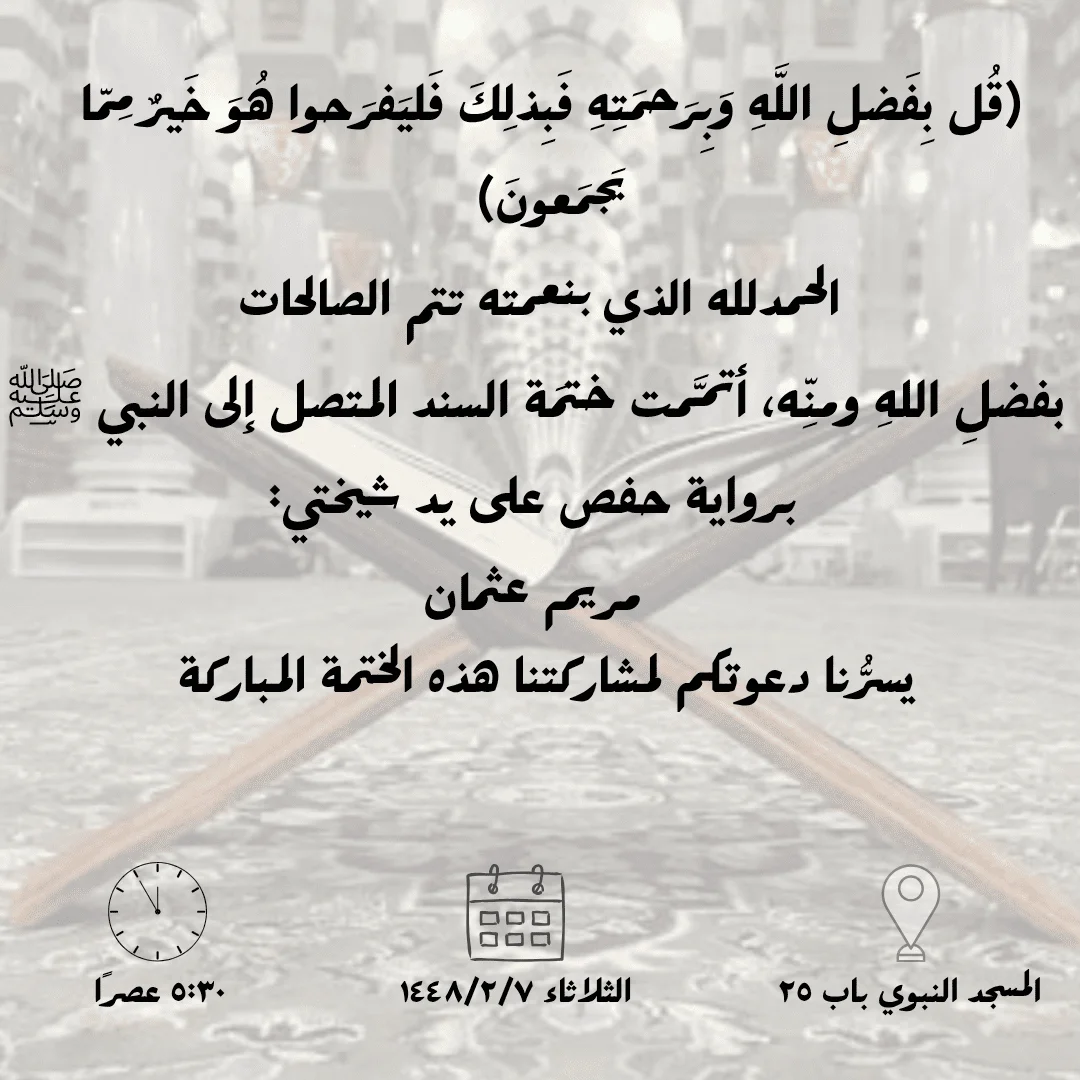 (قُل بِفَضلِ اللَّهِ وَبِرَحمَتِهِ فَبِذلِكَ فَليَفرَحوا هُوَ خَيرٌ مِمّا
يَجمَعونَ)
الحمدلله الذي بنعمته تتم الصالحات
بفضلِ اللهِ ومنِّه، أتممَّت ختمَة السند المتصل إلى النبي ﷺ
برواية حفص على يد شيختي:
مريم عثمان
يسرُّنا دعوتكم لمشاركتنا هذه الختمة المباركة
المسجد النبوي باب ٢٥
الثلاثاء ١٤٤٨/٢/٧
٥:٣٠ عصرًا